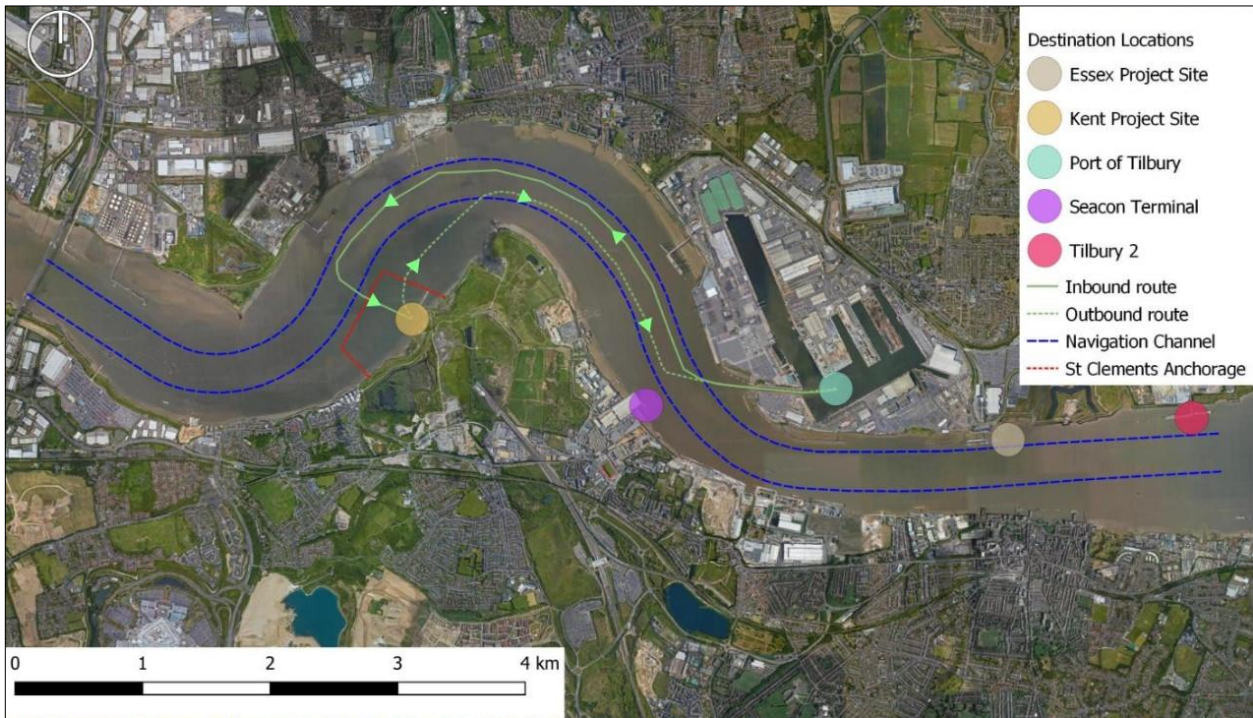 Destination Locations
Essex Project Site
Kent Project Site
Port of Tilbury
Seacon Terminal
Tilbury 2
Inbound route
Outbound route
Navigation Channel
St Clements Anchorage
0 1 2 3 4 km